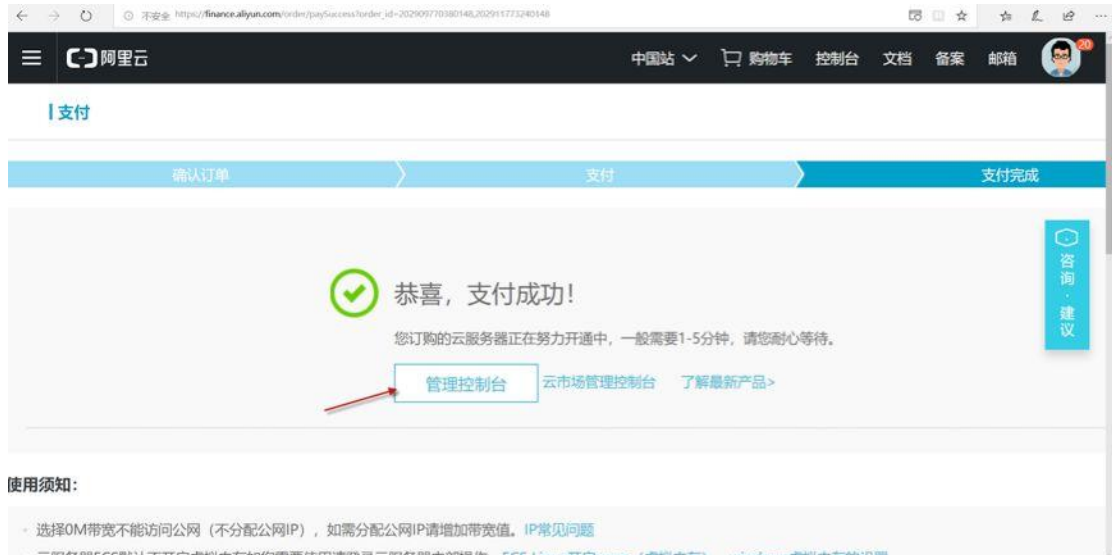 不安全 https://finance.aliyun.com/order/paySuccess?order_id=202909770380148,202911773240148
阿里云 中国站 购物车 控制台 文档 备案 邮箱 20
支付
确认订单 支付 支付完成
咨询·建议
恭喜，支付成功！
您订购的云服务器正在努力开通中，一般需要1-5分钟，请您耐心等待。
管理控制台 云市场管理控制台 了解最新产品>
使用须知：
选择0M带宽不能访问公网（不分配公网IP），如需分配公网IP请增加带宽值。IP常见问题